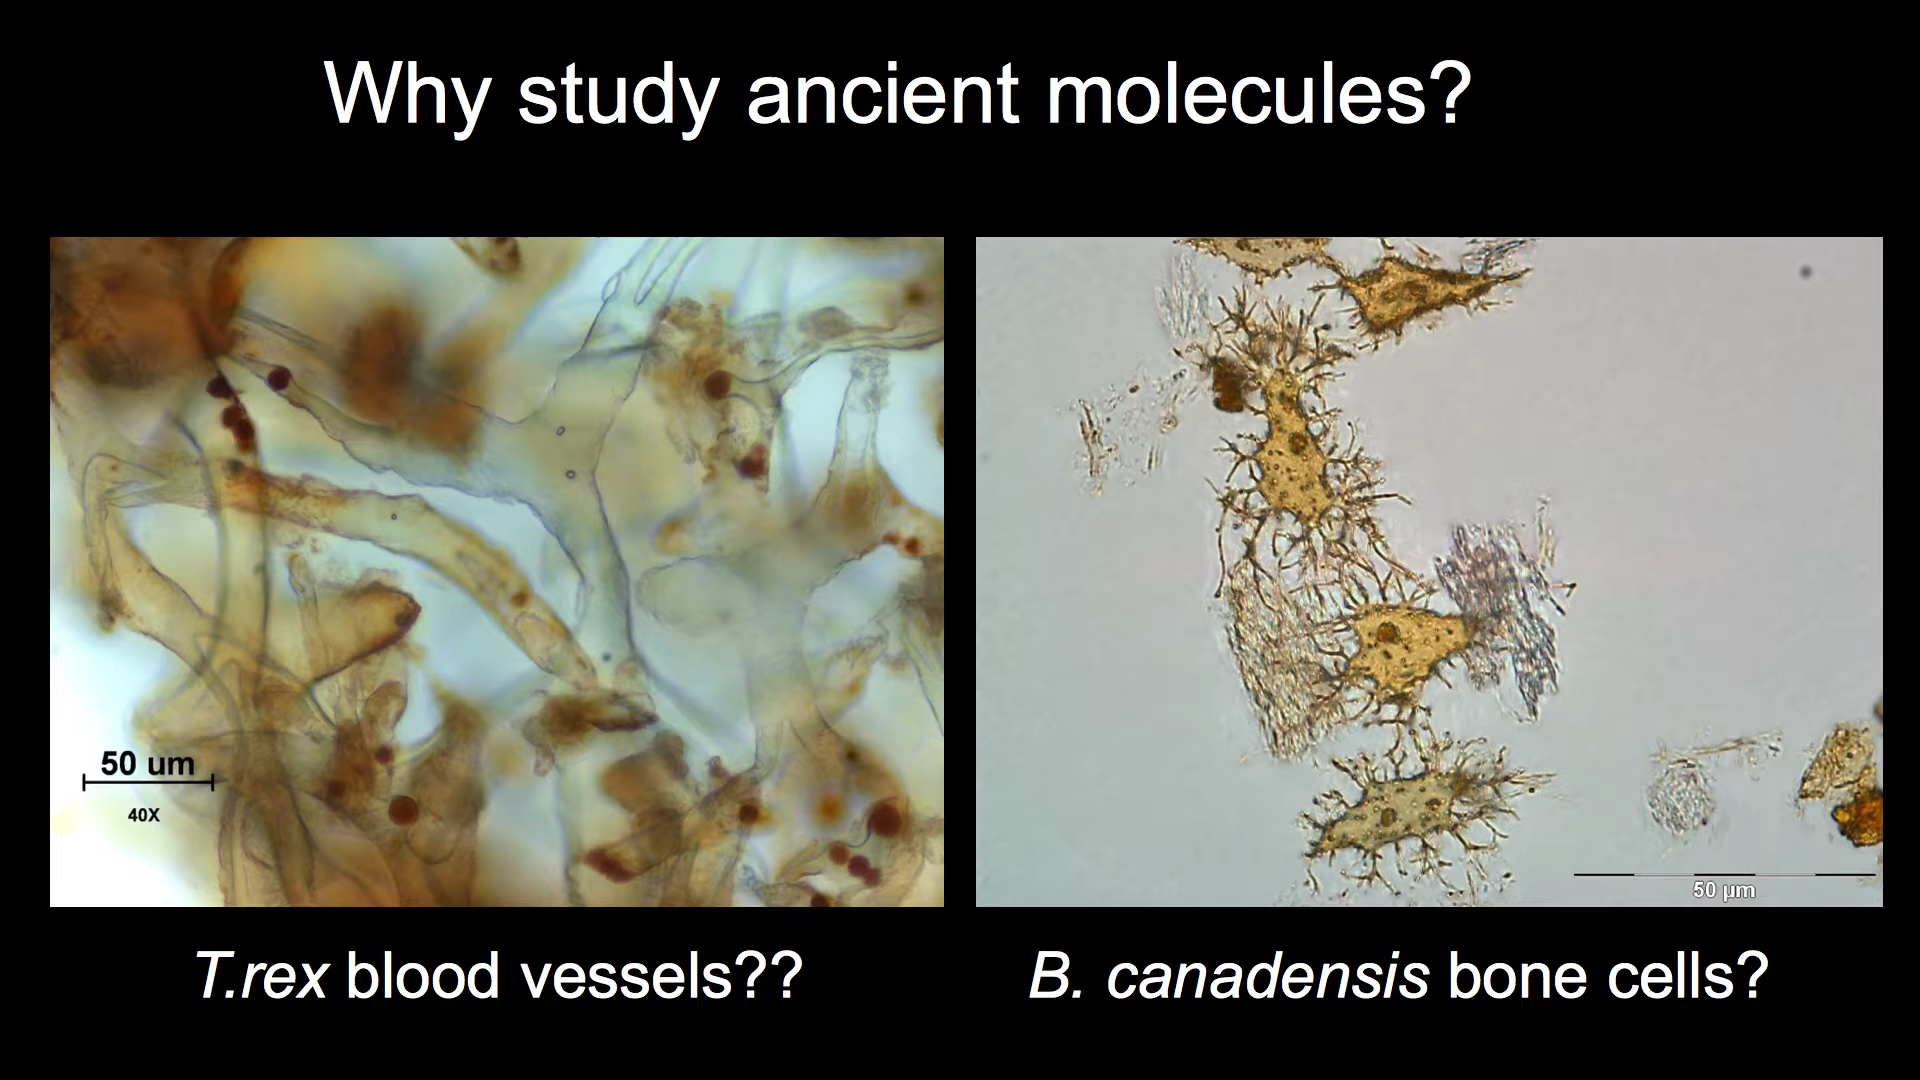 Why study ancient molecules?
50 um
40X
50 µm
T.rex blood vessels??
B. canadensis bone cells?